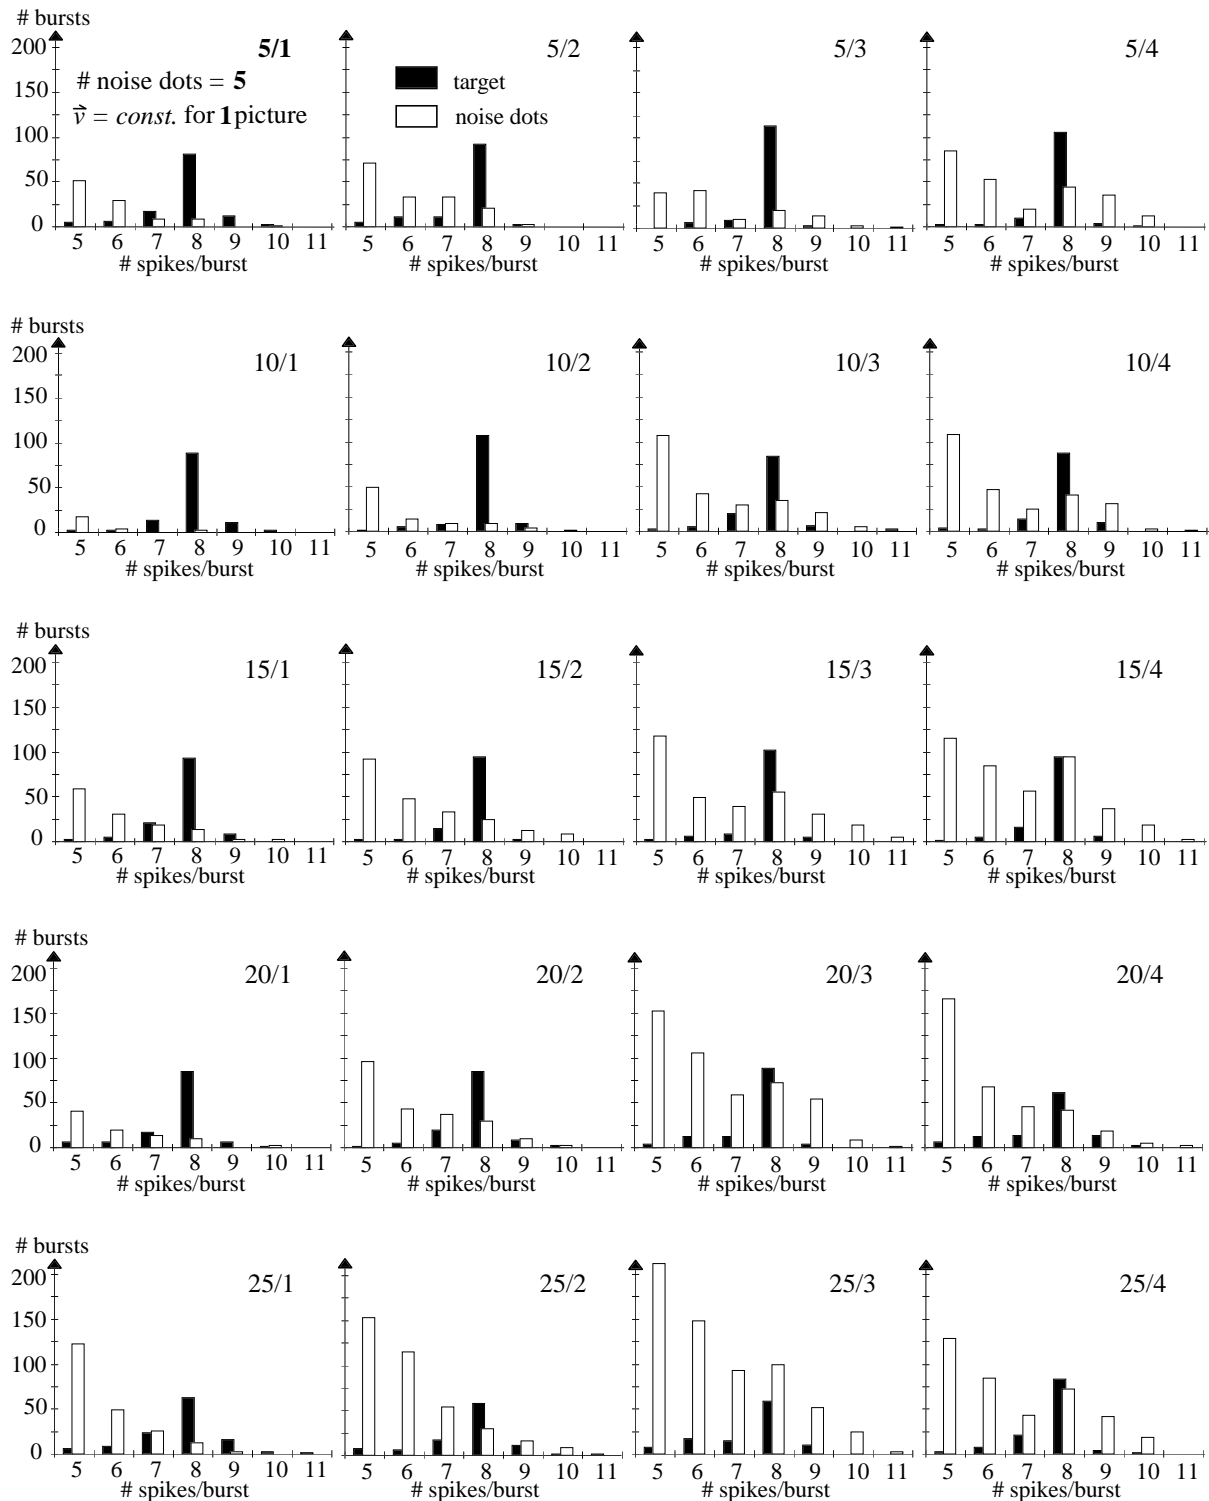 # bursts
200
150
100
50
0
5/1
# noise dots = 5
v⃗ = const. for 1 picture
5 6 7 8 9 10 11
# spikes/burst
5/2
target
noise dots
5 6 7 8 9 10 11
# spikes/burst
5/3
5 6 7 8 9 10 11
# spikes/burst
5/4
5 6 7 8 9 10 11
# spikes/burst
# bursts
200
150
100
50
0
10/1
5 6 7 8 9 10 11
# spikes/burst
10/2
5 6 7 8 9 10 11
# spikes/burst
10/3
5 6 7 8 9 10 11
# spikes/burst
10/4
5 6 7 8 9 10 11
# spikes/burst
# bursts
200
150
100
50
0
15/1
5 6 7 8 9 10 11
# spikes/burst
15/2
5 6 7 8 9 10 11
# spikes/burst
15/3
5 6 7 8 9 10 11
# spikes/burst
15/4
5 6 7 8 9 10 11
# spikes/burst
# bursts
200
150
100
50
0
20/1
5 6 7 8 9 10 11
# spikes/burst
20/2
5 6 7 8 9 10 11
# spikes/burst
20/3
5 6 7 8 9 10 11
# spikes/burst
20/4
5 6 7 8 9 10 11
# spikes/burst
# bursts
200
150
100
50
0
25/1
5 6 7 8 9 10 11
# spikes/burst
25/2
5 6 7 8 9 10 11
# spikes/burst
25/3
5 6 7 8 9 10 11
# spikes/burst
25/4
5 6 7 8 9 10 11
# spikes/burst